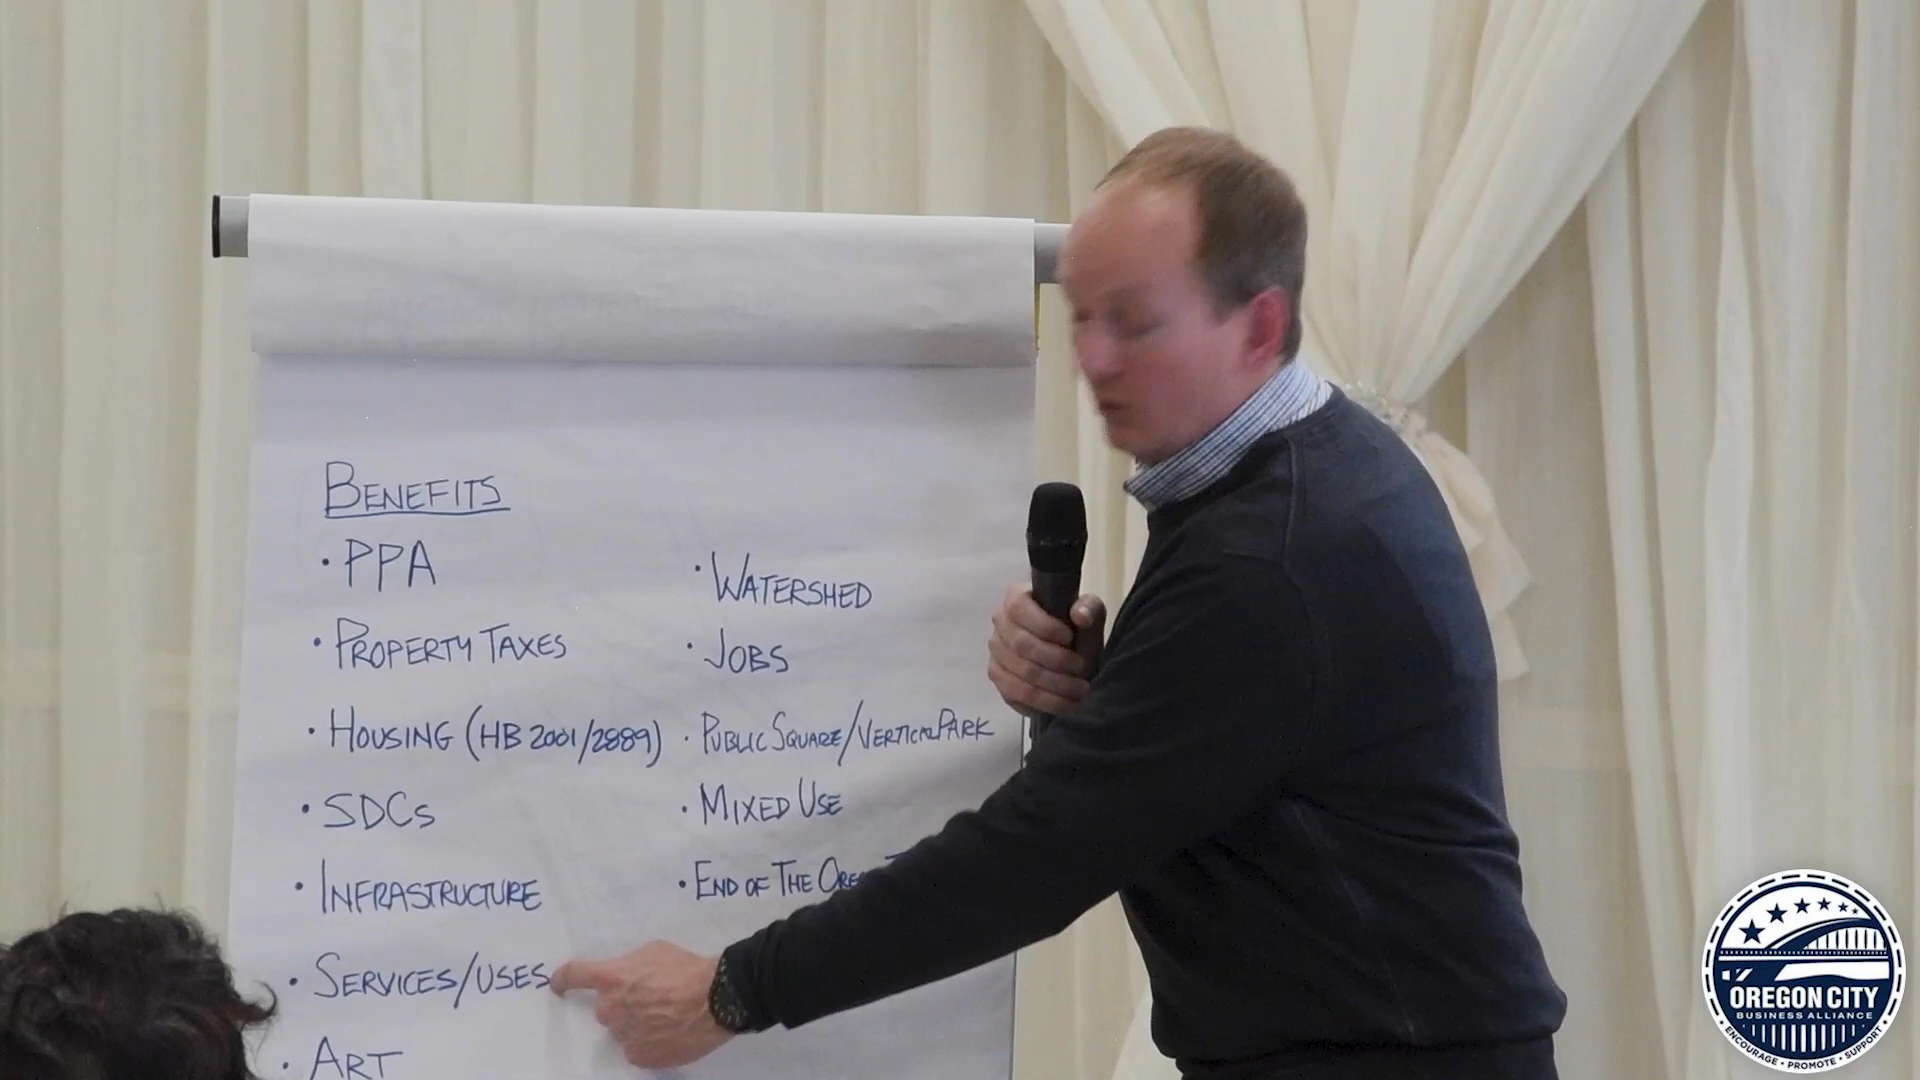 BENEFITS
• PPA
• PROPERTY TAXES
• HOUSING (HB 2001/2889)
• SDCs
• INFRASTRUCTURE
• SERVICES/USES
• ART
• WATERSHED
• JOBS
• PUBLIC SQUARE/VERTICAL PARK
• MIXED USE
• END OF THE
OREGON CITY
BUSINESS ALLIANCE
• ENCOURAGE • PROMOTE • SUPPORT •